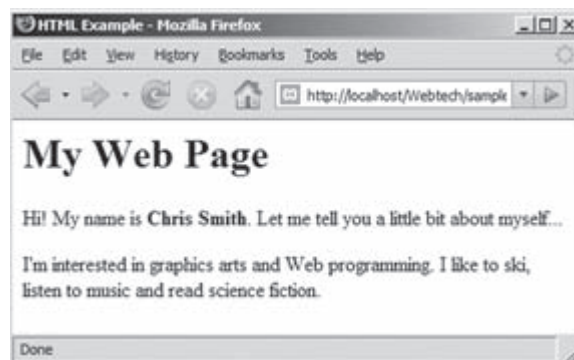 HTML Example - Mozilla Firefox
File Edit View History Bookmarks Tools Help
http://localhost/Webtech/sample
My Web Page
Hi! My name is Chris Smith. Let me tell you a little bit about myself...
I'm interested in graphics arts and Web programming. I like to ski,
listen to music and read science fiction.
Done